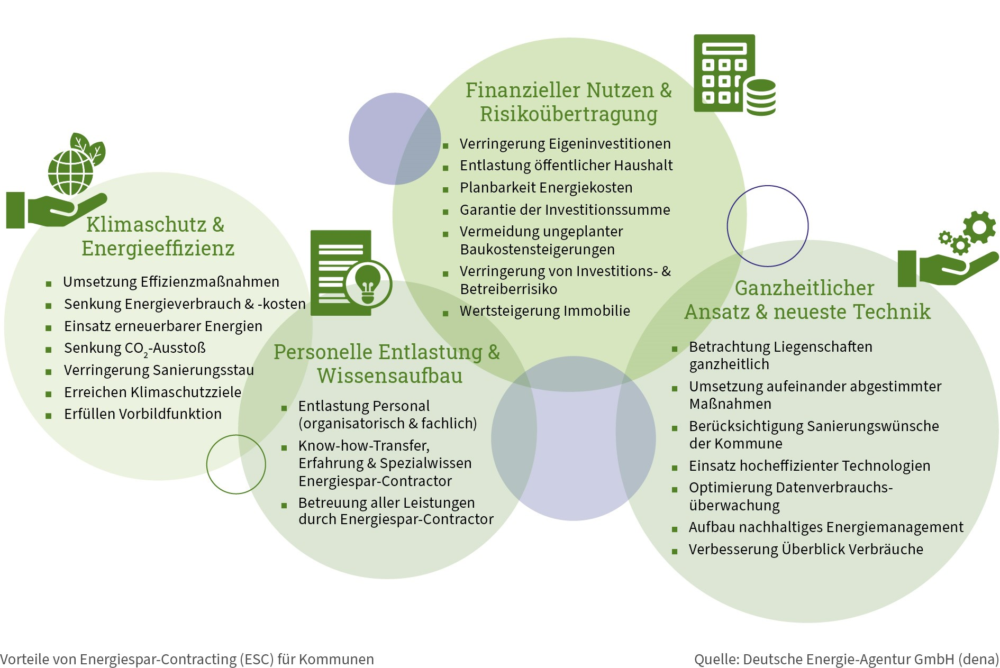 Finanzieller Nutzen &
Risikoübertragung
Verringerung Eigeninvestitionen
Entlastung öffentlicher Haushalt
Planbarkeit Energiekosten
Garantie der Investitionssumme
Vermeidung ungeplanter
Baukostensteigerungen
Verringerung von Investitions- &
Betreiberrisiko
Wertsteigerung Immobilie
Klimaschutz &
Energieeffizienz
Umsetzung Effizienzmaßnahmen
Senkung Energieverbrauch & -kosten
Einsatz erneuerbarer Energien
Senkung CO₂-Ausstoß
Verringerung Sanierungsstau
Erreichen Klimaschutzziele
Erfüllen Vorbildfunktion
Personelle Entlastung &
Wissensaufbau
Entlastung Personal
(organisatorisch & fachlich)
Know-how-Transfer,
Erfahrung & Spezialwissen
Energiespar-Contractor
Betreuung aller Leistungen
durch Energiespar-Contractor
Ganzheitlicher
Ansatz & neueste Technik
Betrachtung Liegenschaften
ganzheitlich
Umsetzung aufeinander abgestimmter
Maßnahmen
Berücksichtigung Sanierungswünsche
der Kommune
Einsatz hocheffizienter Technologien
Optimierung Datenverbrauchs-
überwachung
Aufbau nachhaltiges Energiemanagement
Verbesserung Überblick Verbräuche
Vorteile von Energiespar-Contracting (ESC) für Kommunen
Quelle: Deutsche Energie-Agentur GmbH (dena)